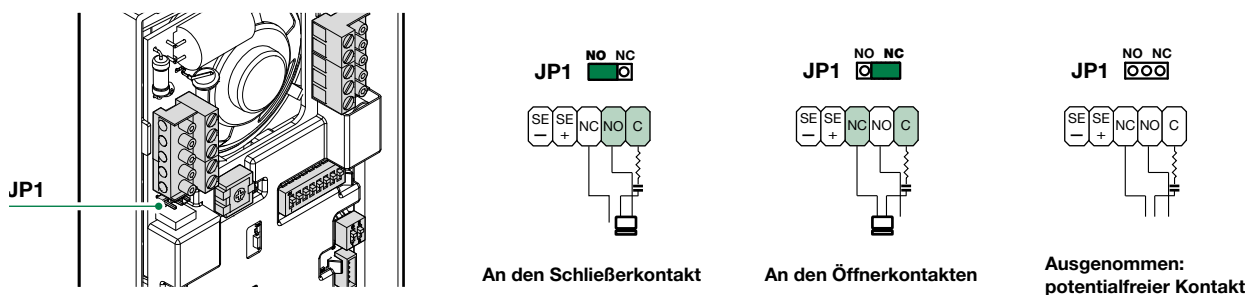 JP1
NO NC
JP1
SE – SE + NC NO C
An den Schließerkontakt
NO NC
JP1
SE – SE + NC NO C
An den Öffnerkontakten
NO NC
JP1
SE – SE + NC NO C
Ausgenommen:
potentialfreier Kontakt